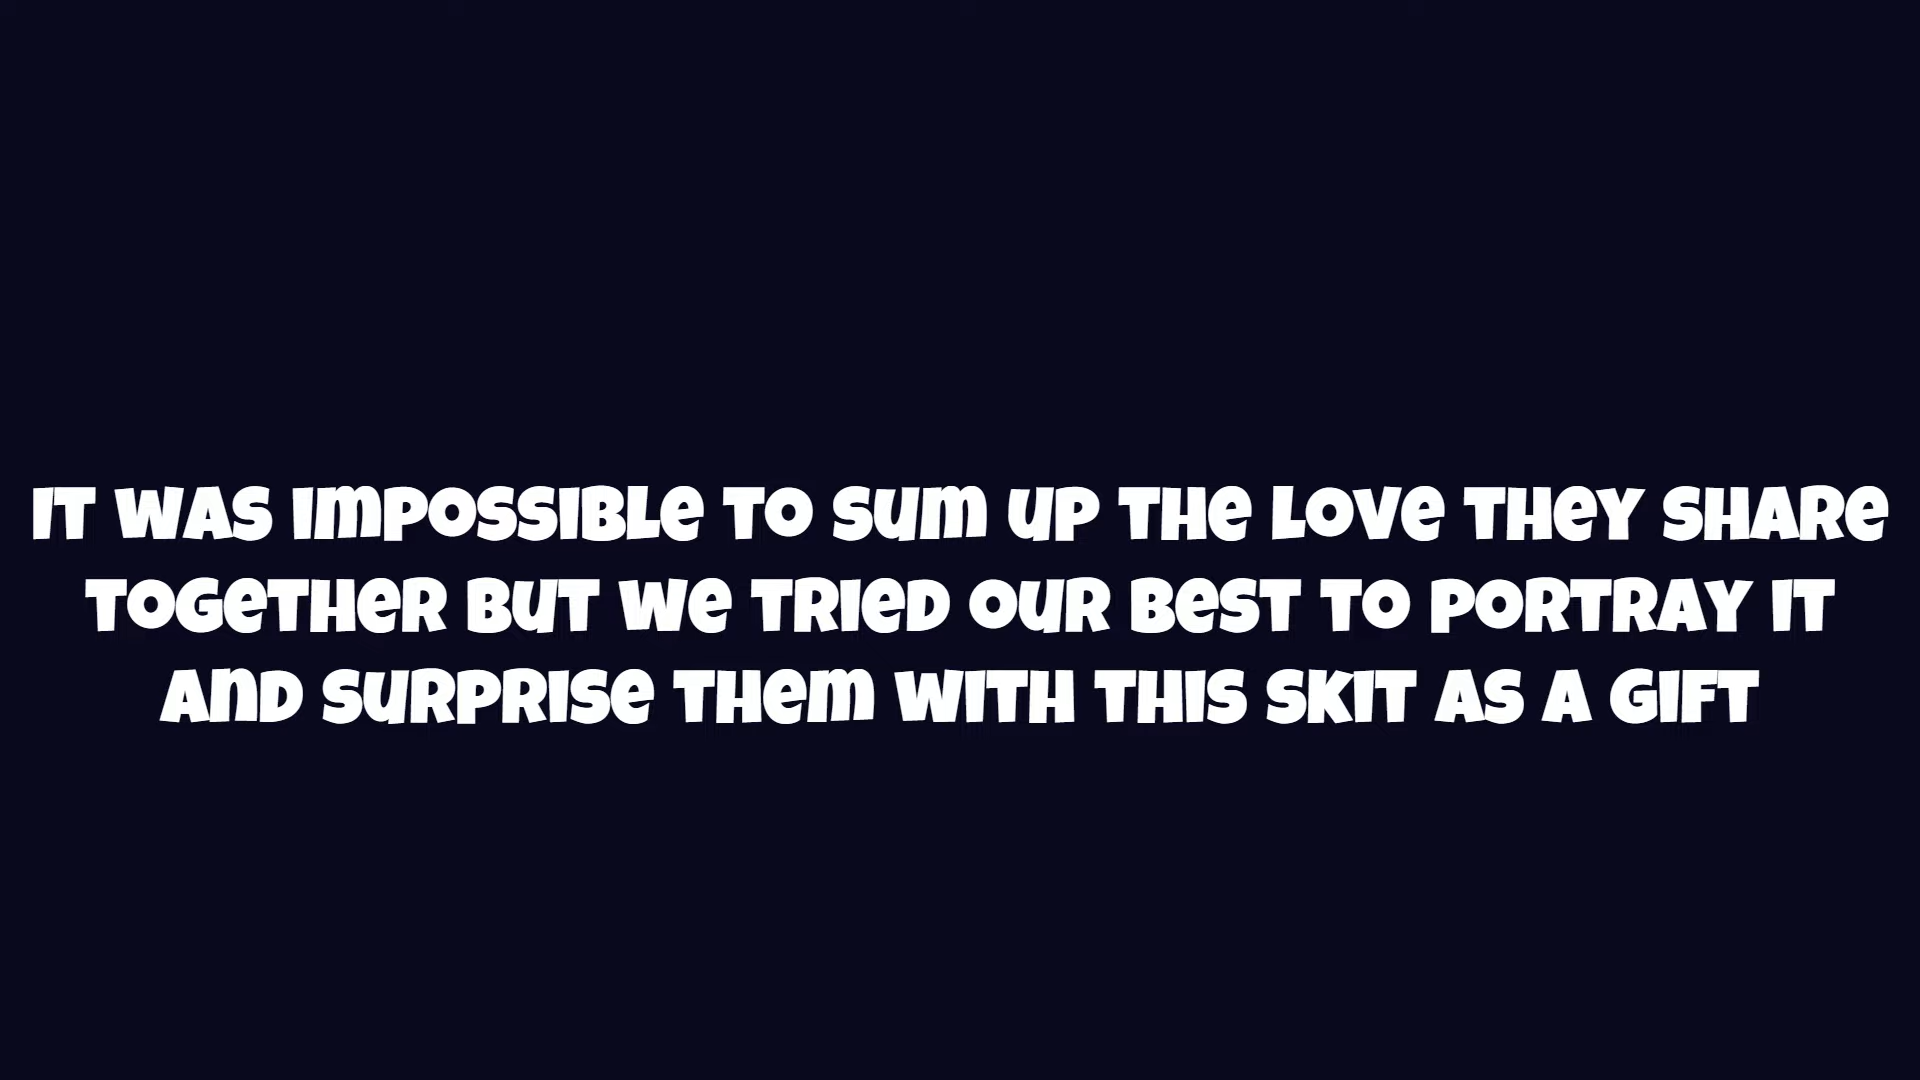 IT WAS IMPOSSIBLE TO SUM UP THE LOVE THEY SHARE
TOGETHER BUT WE TRIED OUR BEST TO PORTRAY IT
AND SURPRISE THEM WITH THIS SKIT AS A GIFT